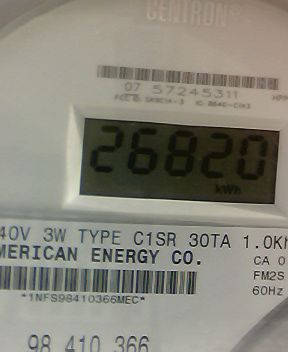 CENTRON®
07 57245311
26820
kWh
40V 3W TYPE C1SR 30TA 1.0Kh
MERICAN ENERGY CO.
CA 0
FM2S
60Hz
*1NFS98410366MEC*
98 410 366